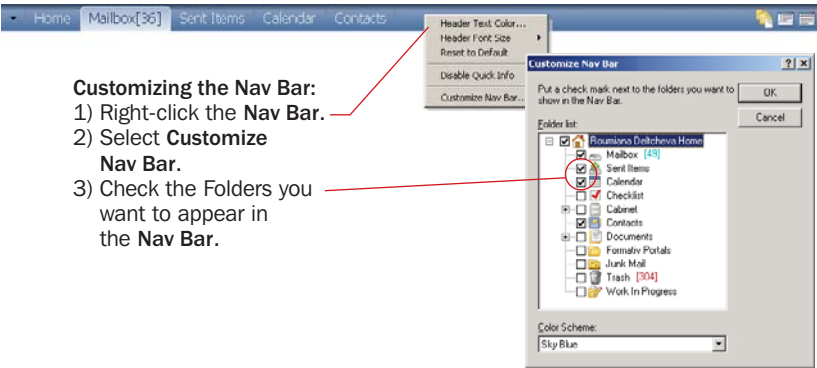 Home Mailbox[36] Sent Items Calendar Contacts
Header Text Color...
Header Font Size
Reset to Default
Disable Quick Info
Customize Nav Bar...
Customizing the Nav Bar:
1) Right-click the Nav Bar.
2) Select Customize
Nav Bar.
3) Check the Folders you
want to appear in
the Nav Bar.
Customize Nav Bar
Put a check mark next to the folders you want to
show in the Nav Bar.
OK
Cancel
Folder list:
Roumiana Deltcheva Home
Mailbox [49]
Sent Items
Calendar
Checklist
Cabinet
Contacts
Documents
Formativ Portals
Junk Mail
Trash [304]
Work In Progress
Color Scheme:
Sky Blue